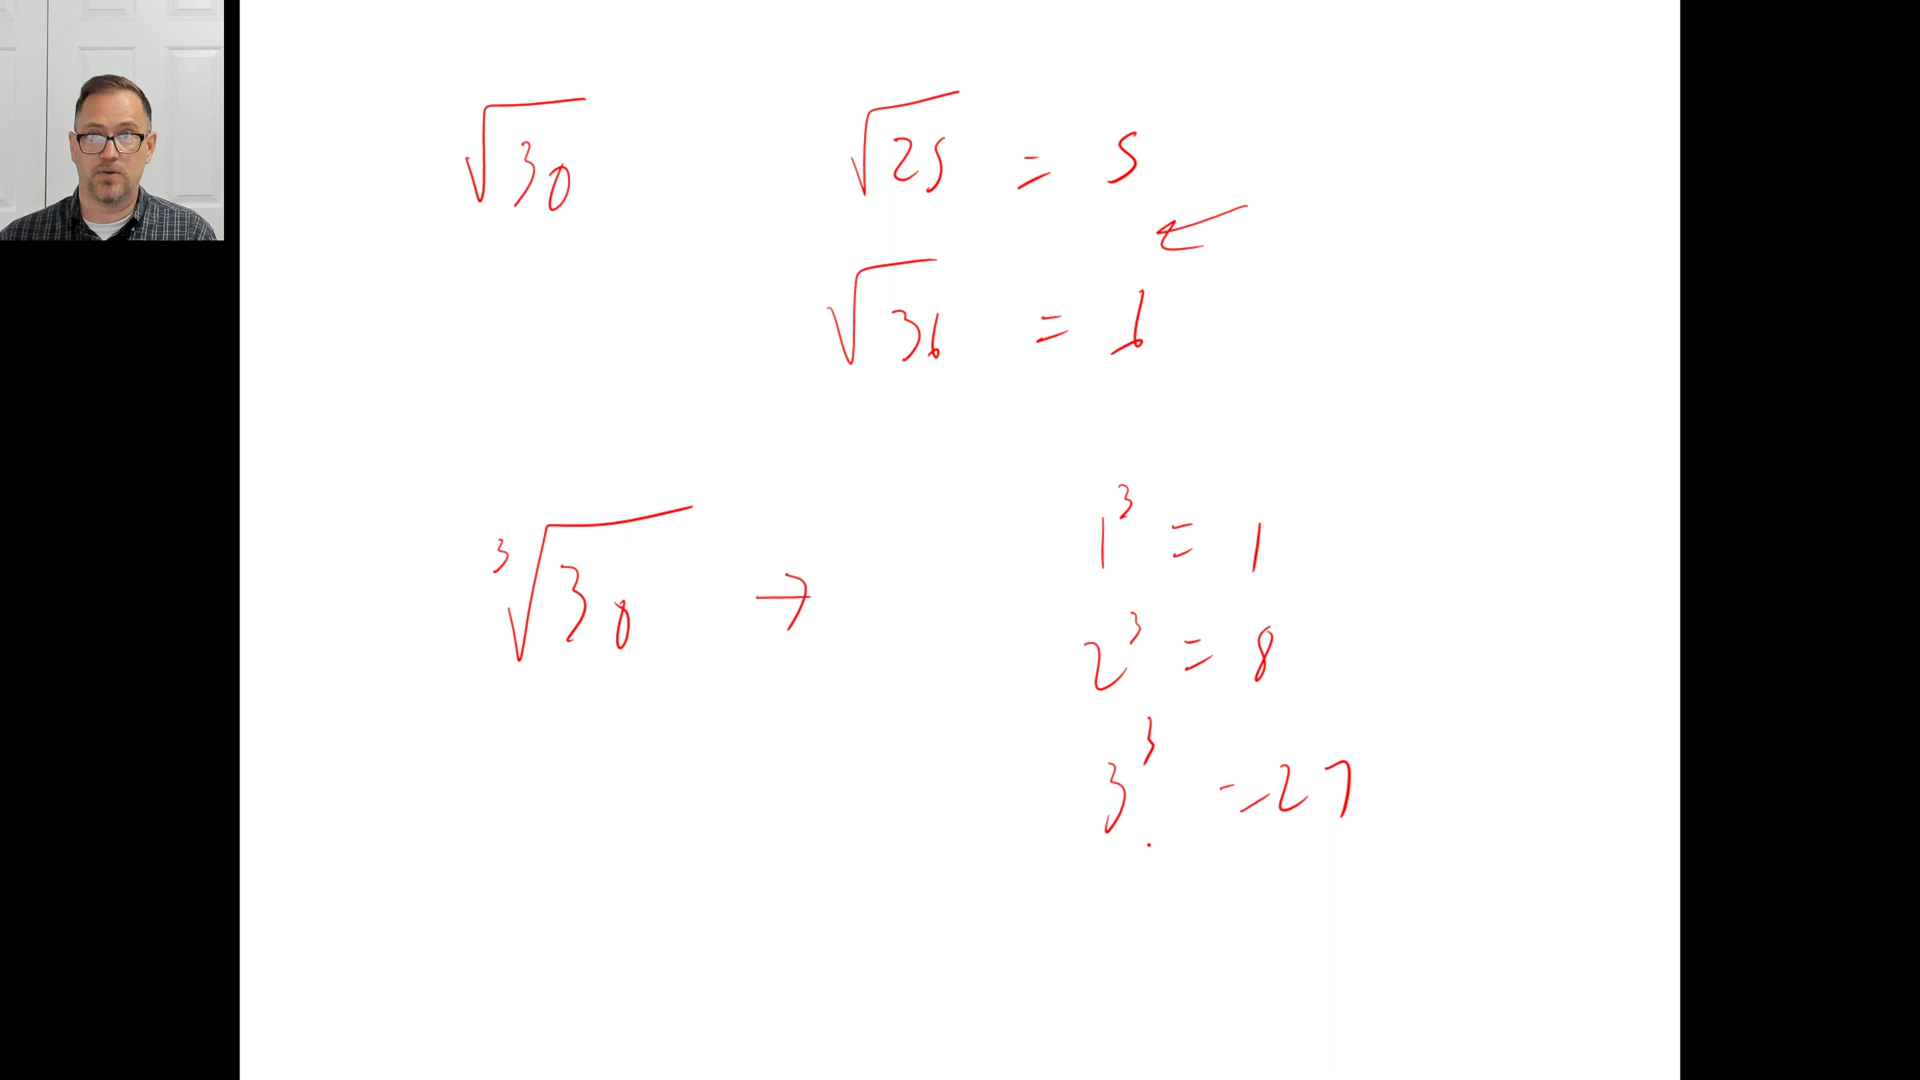 √30
√25 = 5
√36 = 6
∛30 →
1³ = 1
2³ = 8
3³ = 27